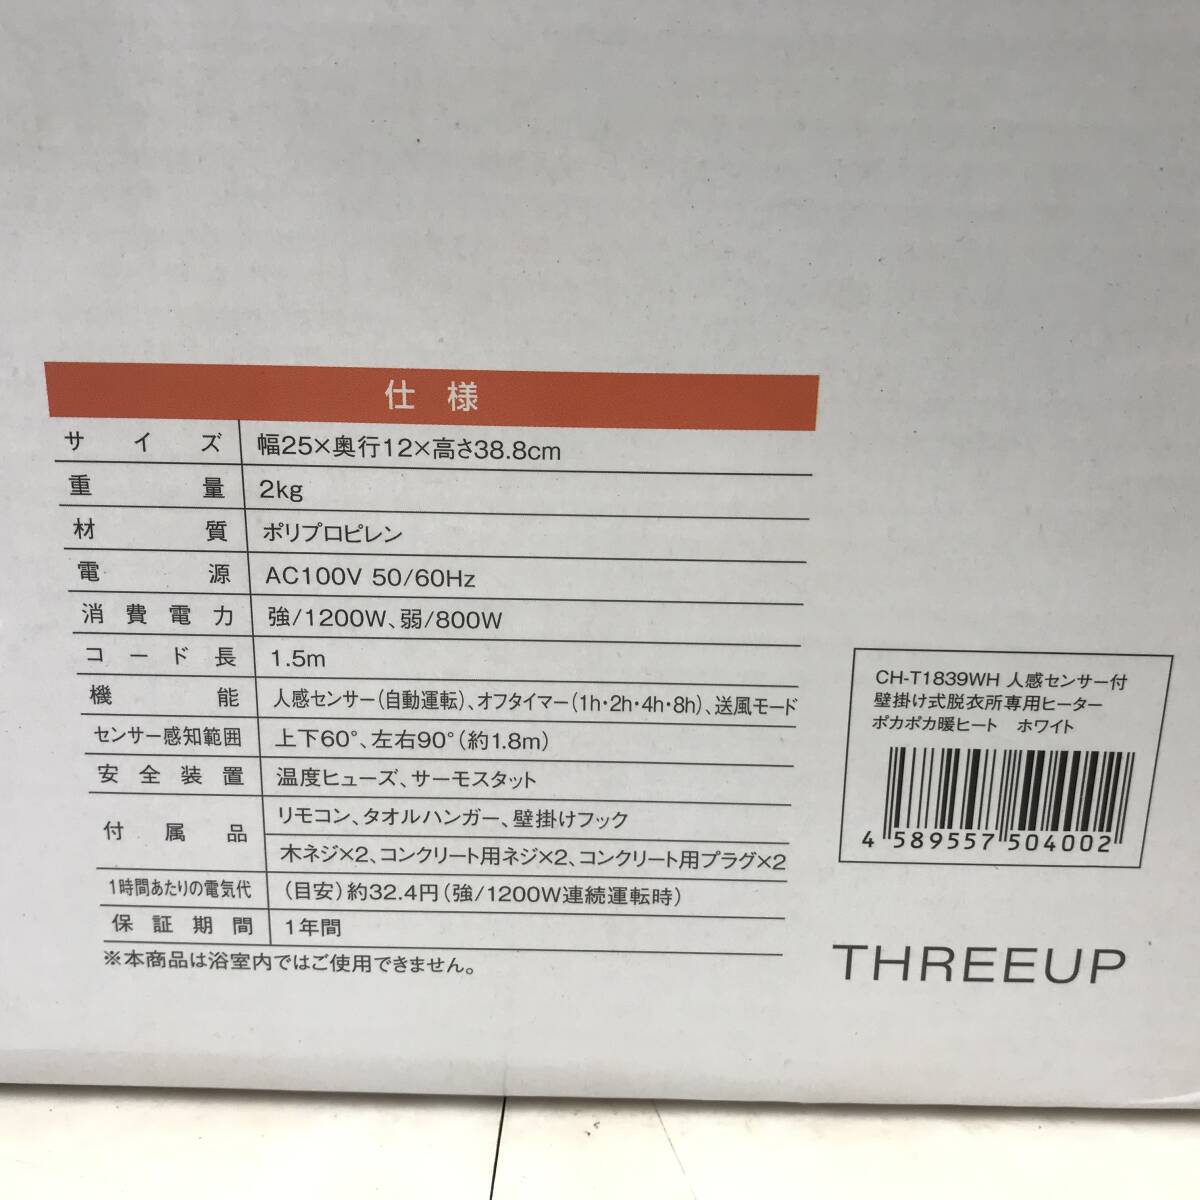 仕様
サイズ 幅25×奥行12×高さ38.8cm
重量 2kg
材質 ポリプロピレン
電源 AC100V 50/60Hz
消費電力 強/1200W、弱/800W
コード長 1.5m
機能 人感センサー(自動運転)、オフタイマー(1h・2h・4h・8h)、送風モード
センサー感知範囲 上下60°、左右90°(約1.8m)
安全装置 温度ヒューズ、サーモスタット
付属品 リモコン、タオルハンガー、壁掛けフック
木ネジ×2、コンクリート用ネジ×2、コンクリート用プラグ×2
1時間あたりの電気代 (目安)約32.4円(強/1200W連続運転時)
保証期間 1年間
※本商品は浴室内ではご使用できません。
CH-T1839WH 人感センサー付
壁掛け式脱衣所専用ヒーター
ポカポカ暖ヒート ホワイト
4 589557 504002
THREEUP